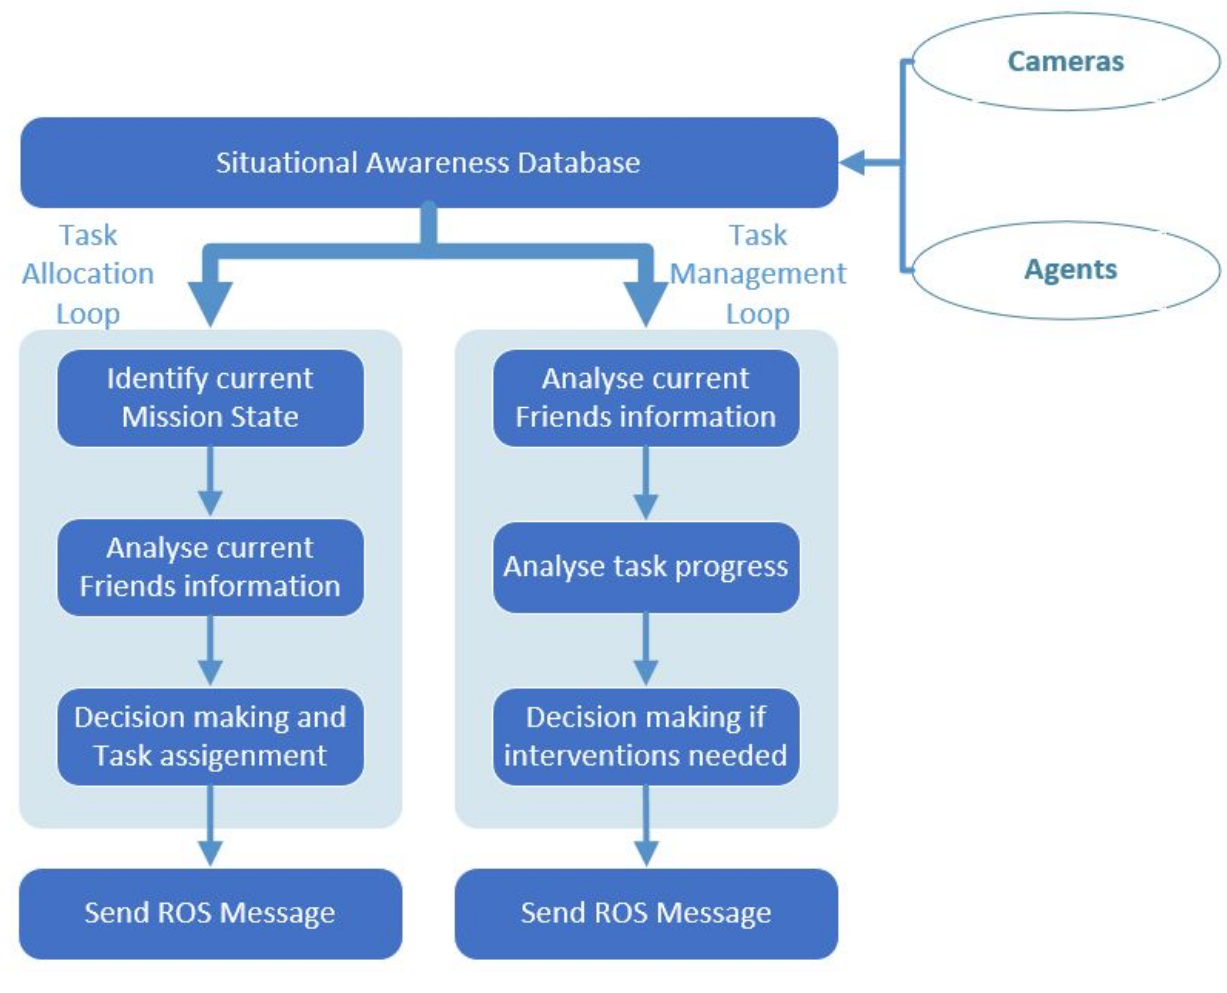 Cameras
Situational Awareness Database
Agents
Task
Allocation
Loop
Task
Management
Loop
Identify current
Mission State
Analyse current
Friends information
Decision making and
Task assigenment
Send ROS Message
Analyse current
Friends information
Analyse task progress
Decision making if
interventions needed
Send ROS Message